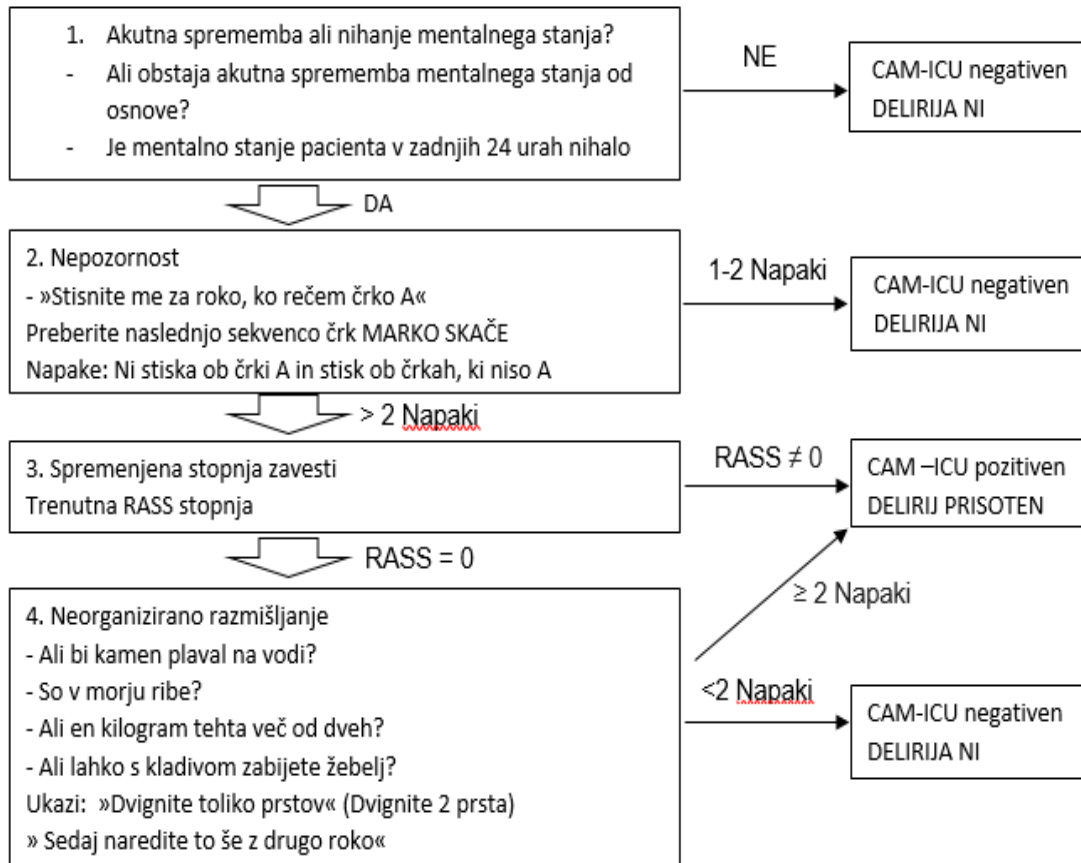 1. Akutna sprememba ali nihanje mentalnega stanja?
- Ali obstaja akutna sprememba mentalnega stanja od
osnove?
- Je mentalno stanje pacienta v zadnjih 24 urah nihalo
NE
CAM-ICU negativen
DELIRIJA NI
DA
2. Nepozornost
- »Stisnite me za roko, ko rečem črko A«
Preberite naslednjo sekvenco črk MARKO SKAČE
Napake: Ni stiska ob črki A in stisk ob črkah, ki niso A
1-2 Napaki
CAM-ICU negativen
DELIRIJA NI
> 2 Napaki
3. Spremenjena stopnja zavesti
Trenutna RASS stopnja
RASS ≠ 0
CAM –ICU pozitiven
DELIRIJ PRISOTEN
RASS = 0
≥ 2 Napaki
4. Neorganizirano razmišljanje
- Ali bi kamen plaval na vodi?
- So v morju ribe?
- Ali en kilogram tehta več od dveh?
- Ali lahko s kladivom zabijete žebelj?
Ukazi: »Dvignite toliko prstov« (Dvignite 2 prsta)
» Sedaj naredite to še z drugo roko«
<2 Napaki
CAM-ICU negativen
DELIRIJA NI